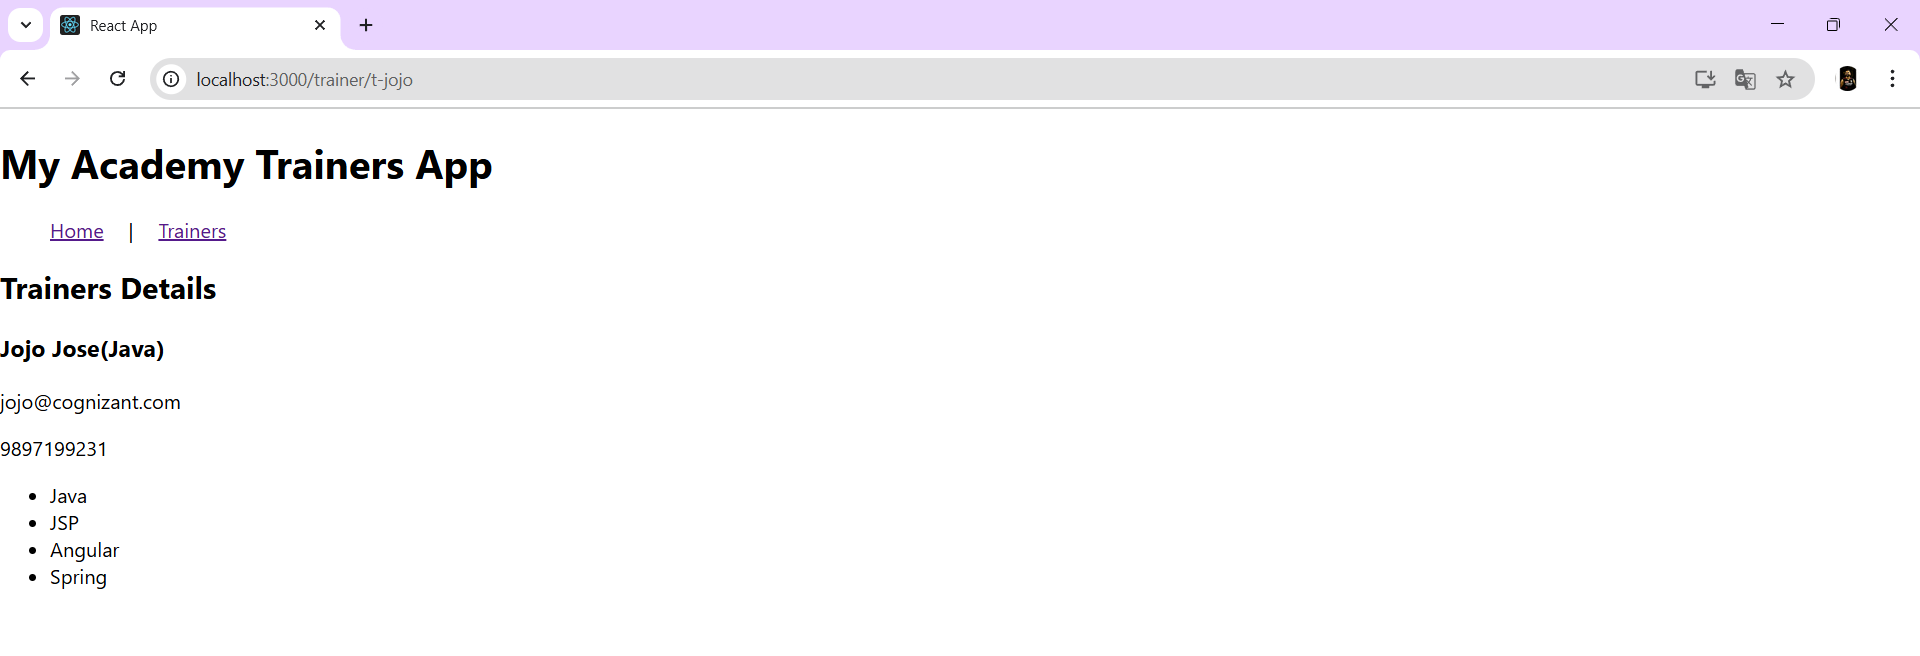 React App
localhost:3000/trainer/t-jojo
My Academy Trainers App
Home | Trainers
Trainers Details
Jojo Jose(Java)
jojo@cognizant.com
9897199231
Java
JSP
Angular
Spring